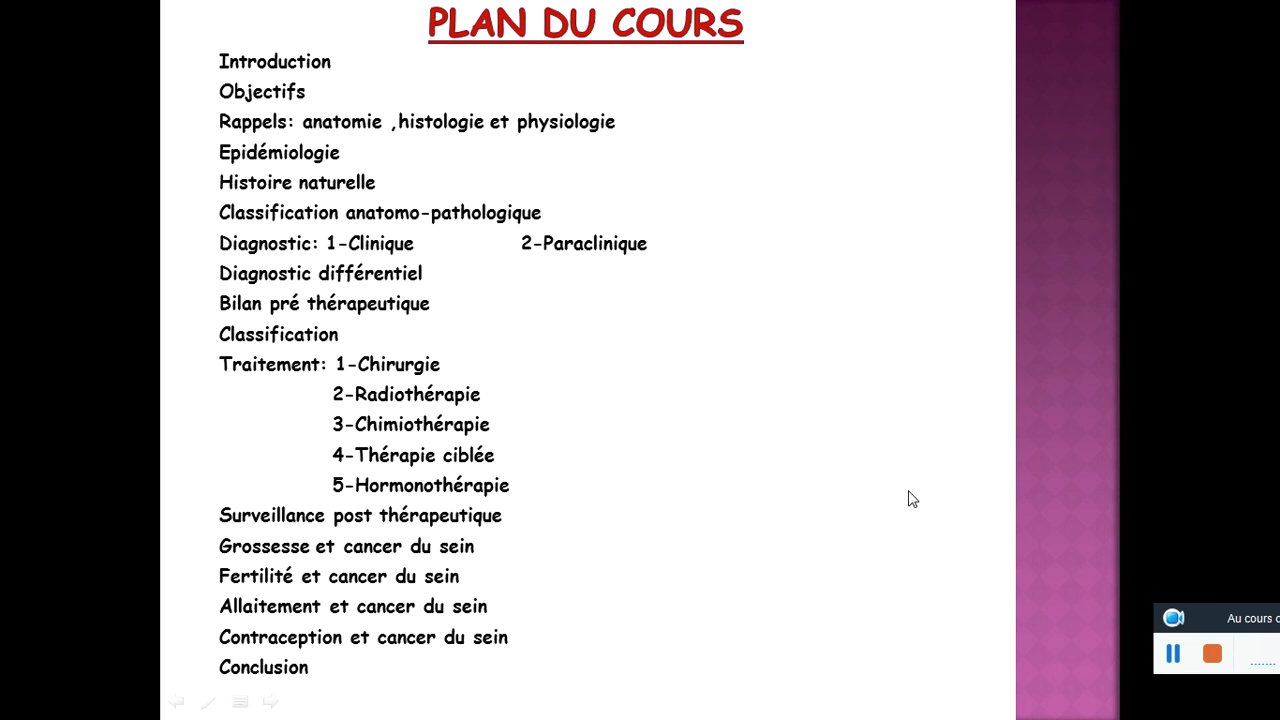 PLAN DU COURS
Introduction
Objectifs
Rappels: anatomie ,histologie et physiologie
Epidémiologie
Histoire naturelle
Classification anatomo-pathologique
Diagnostic: 1-Clinique 2-Paraclinique
Diagnostic différentiel
Bilan pré thérapeutique
Classification
Traitement: 1-Chirurgie
2-Radiothérapie
3-Chimiothérapie
4-Thérapie ciblée
5-Hormonothérapie
Surveillance post thérapeutique
Grossesse et cancer du sein
Fertilité et cancer du sein
Allaitement et cancer du sein
Contraception et cancer du sein
Conclusion
Au cours